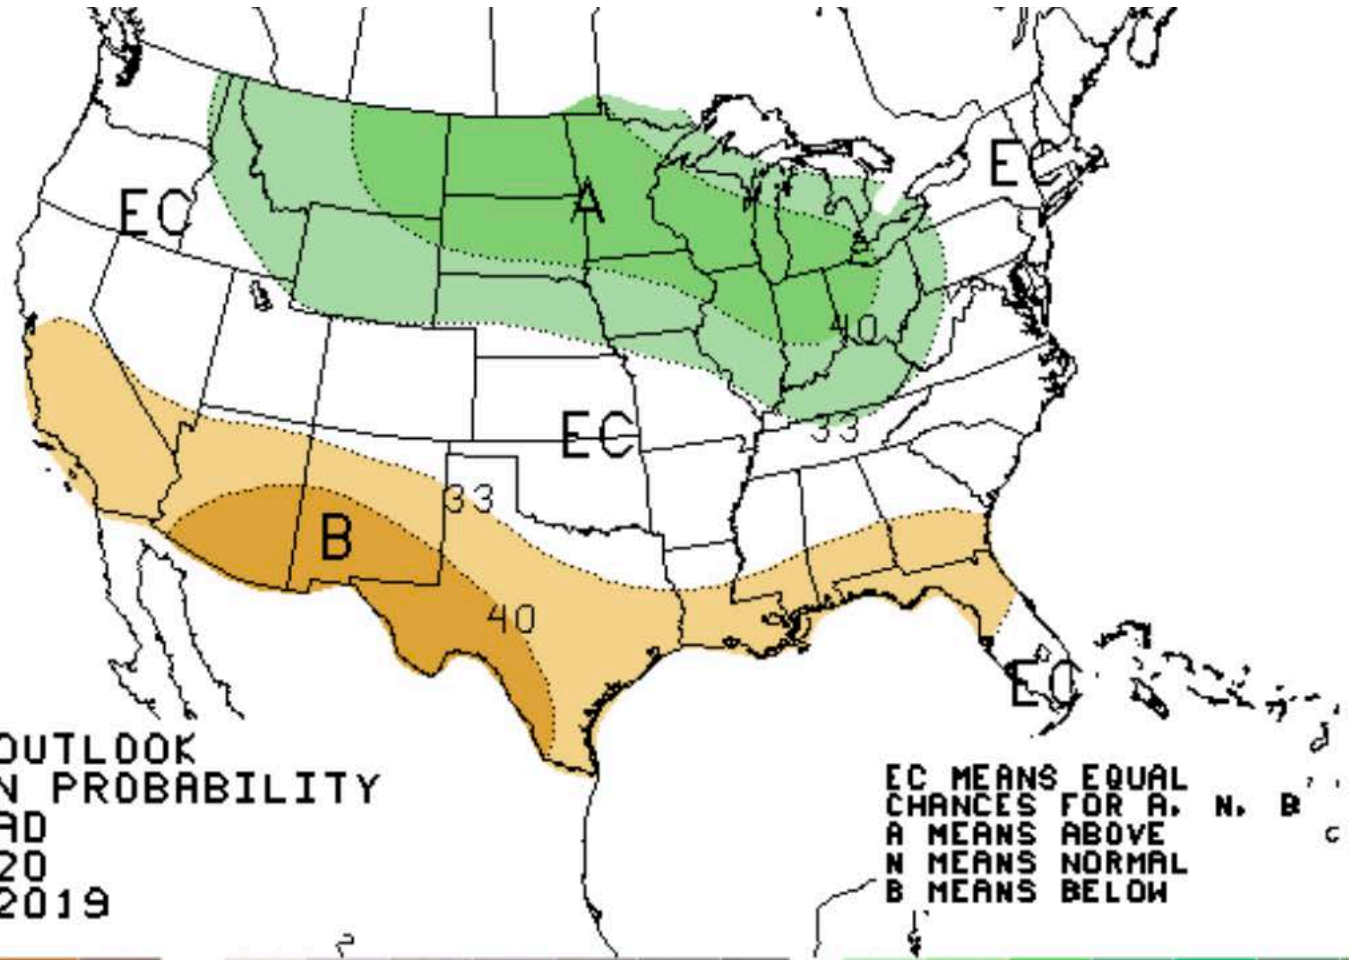 EC
A
EC
40
33
EC
33
B
40
EC
OUTLOOK
N PROBABILITY
AD
20
2019
EC MEANS EQUAL
CHANCES FOR A, N, B
A MEANS ABOVE
N MEANS NORMAL
B MEANS BELOW